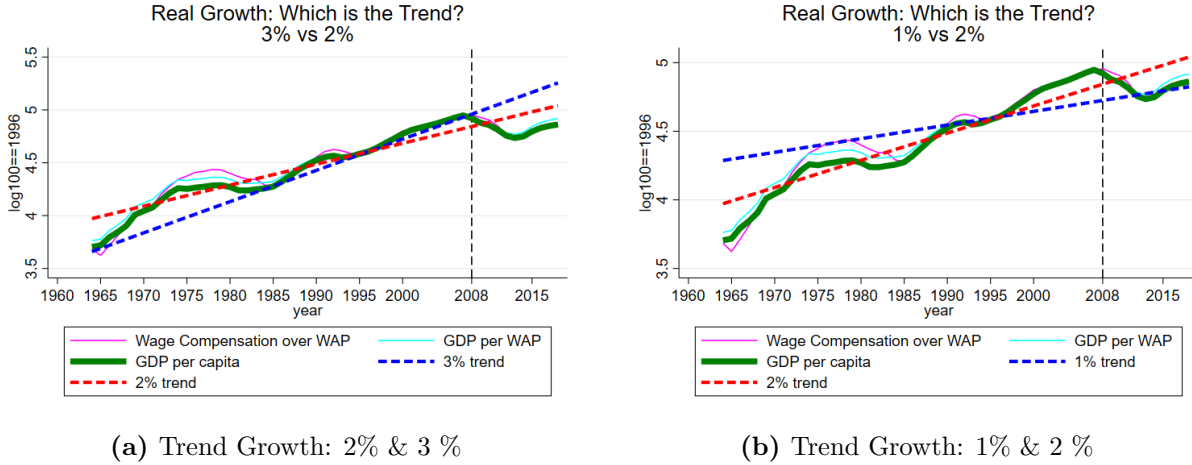 Real Growth: Which is the Trend?
3% vs 2%
log100==1996
5.5
5
4.5
4
3.5
1960 1965 1970 1975 1980 1985 1990 1995 2000 2008 2015
year
Wage Compensation over WAP GDP per WAP
GDP per capita 3% trend
2% trend
(a) Trend Growth: 2% & 3 %
Real Growth: Which is the Trend?
1% vs 2%
log100==1996
5
4.5
4
3.5
1960 1965 1970 1975 1980 1985 1990 1995 2000 2008 2015
year
Wage Compensation over WAP GDP per WAP
GDP per capita 1% trend
2% trend
(b) Trend Growth: 1% & 2 %